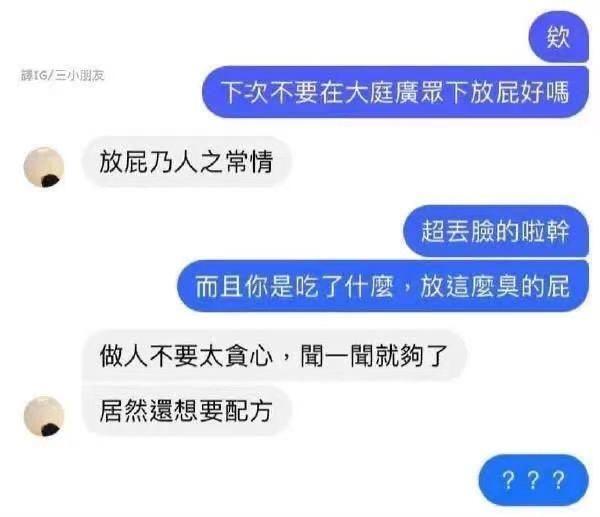 欸
譯IG/三小朋友
下次不要在大庭廣眾下放屁好嗎
放屁乃人之常情
超丟臉的啦幹
而且你是吃了什麼，放這麼臭的屁
做人不要太貪心，聞一聞就夠了
居然還想要配方
？？？